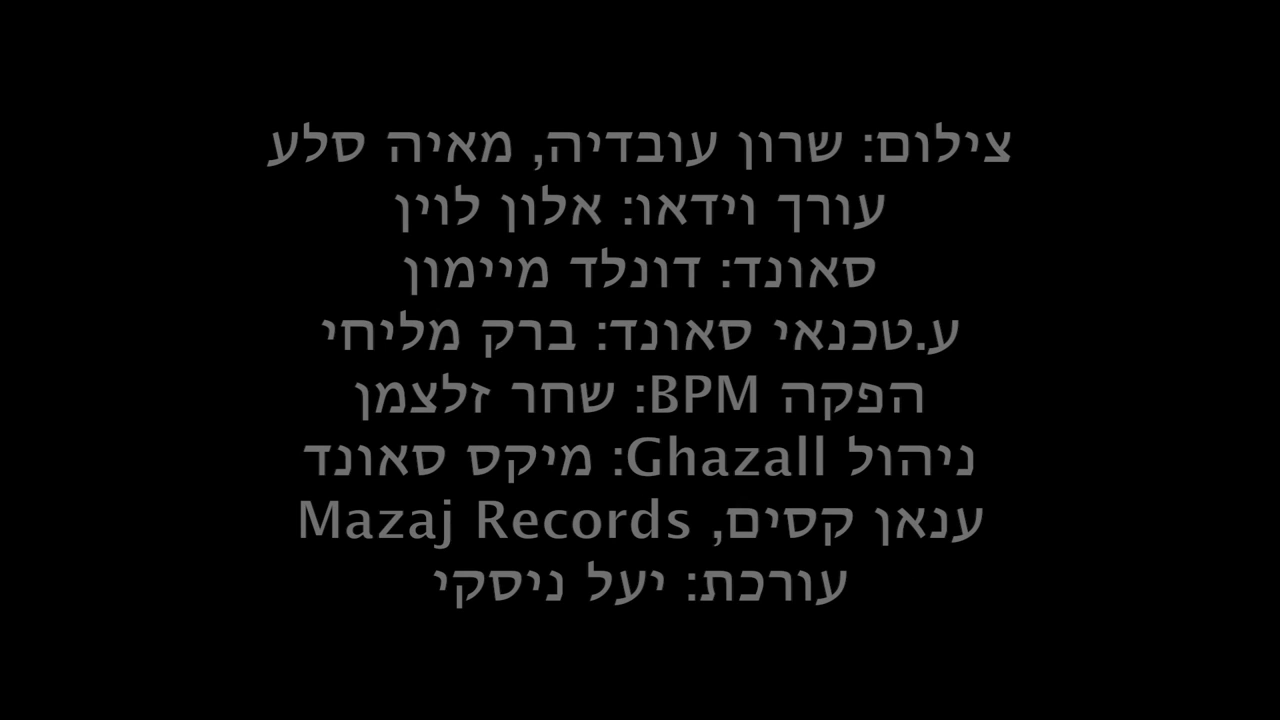 צילום: שרון עובדיה, מאיה סלע
עורך וידאו: אלון לוין
סאונד: דונלד מיימון
ע.טכנאי סאונד: ברק מליחי
הפקה BPM: שחר זלצמן
ניהול Ghazall: מיקס סאונד
ענאן קסים, Mazaj Records
עורכת: יעל ניסקי